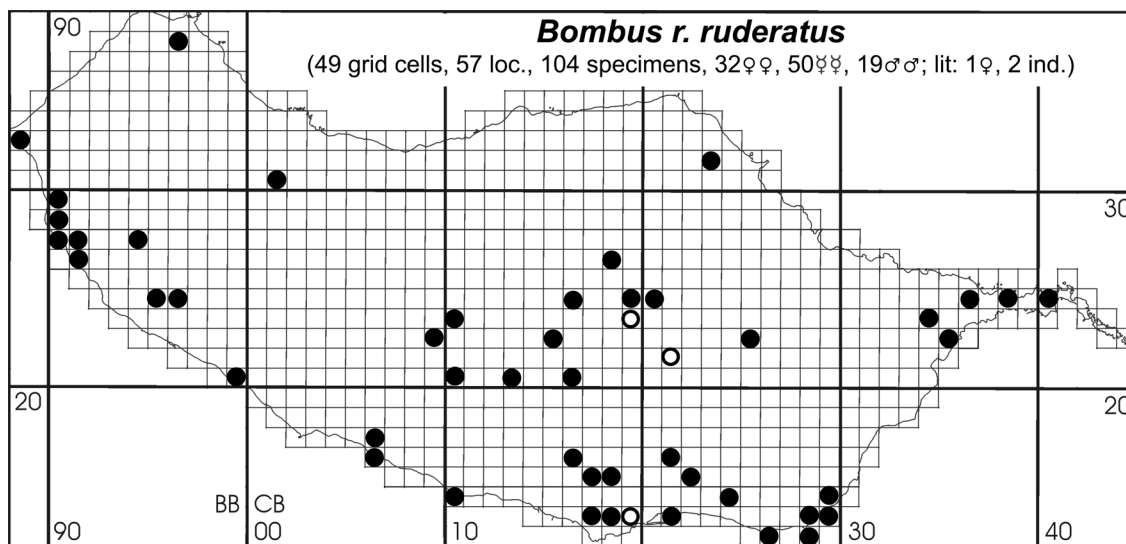 90
Bombus r. ruderatus
(49 grid cells, 57 loc., 104 specimens, 32♀♀, 50☿☿, 19♂♂; lit: 1♀, 2 ind.)
30
20
20
BB CB
90 00 10 30 40